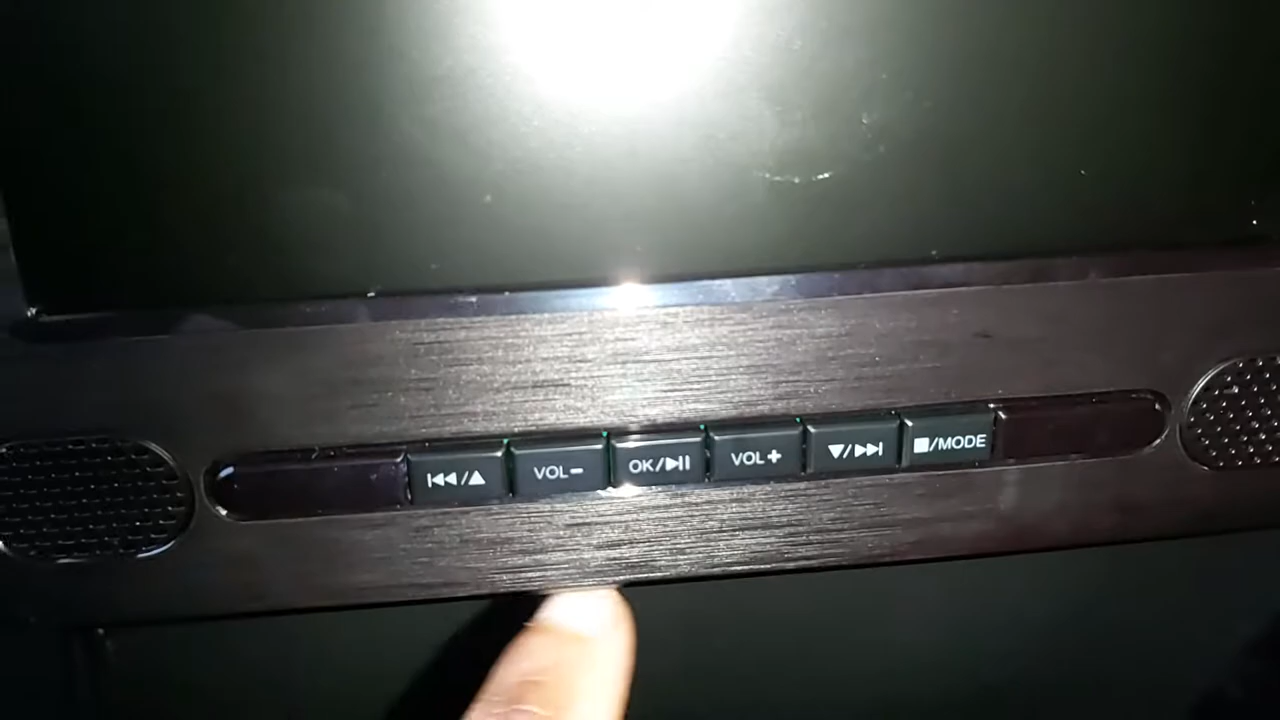 ⏮/▲ VOL− OK/▶⏸ VOL+ ▼/⏭ ■/MODE